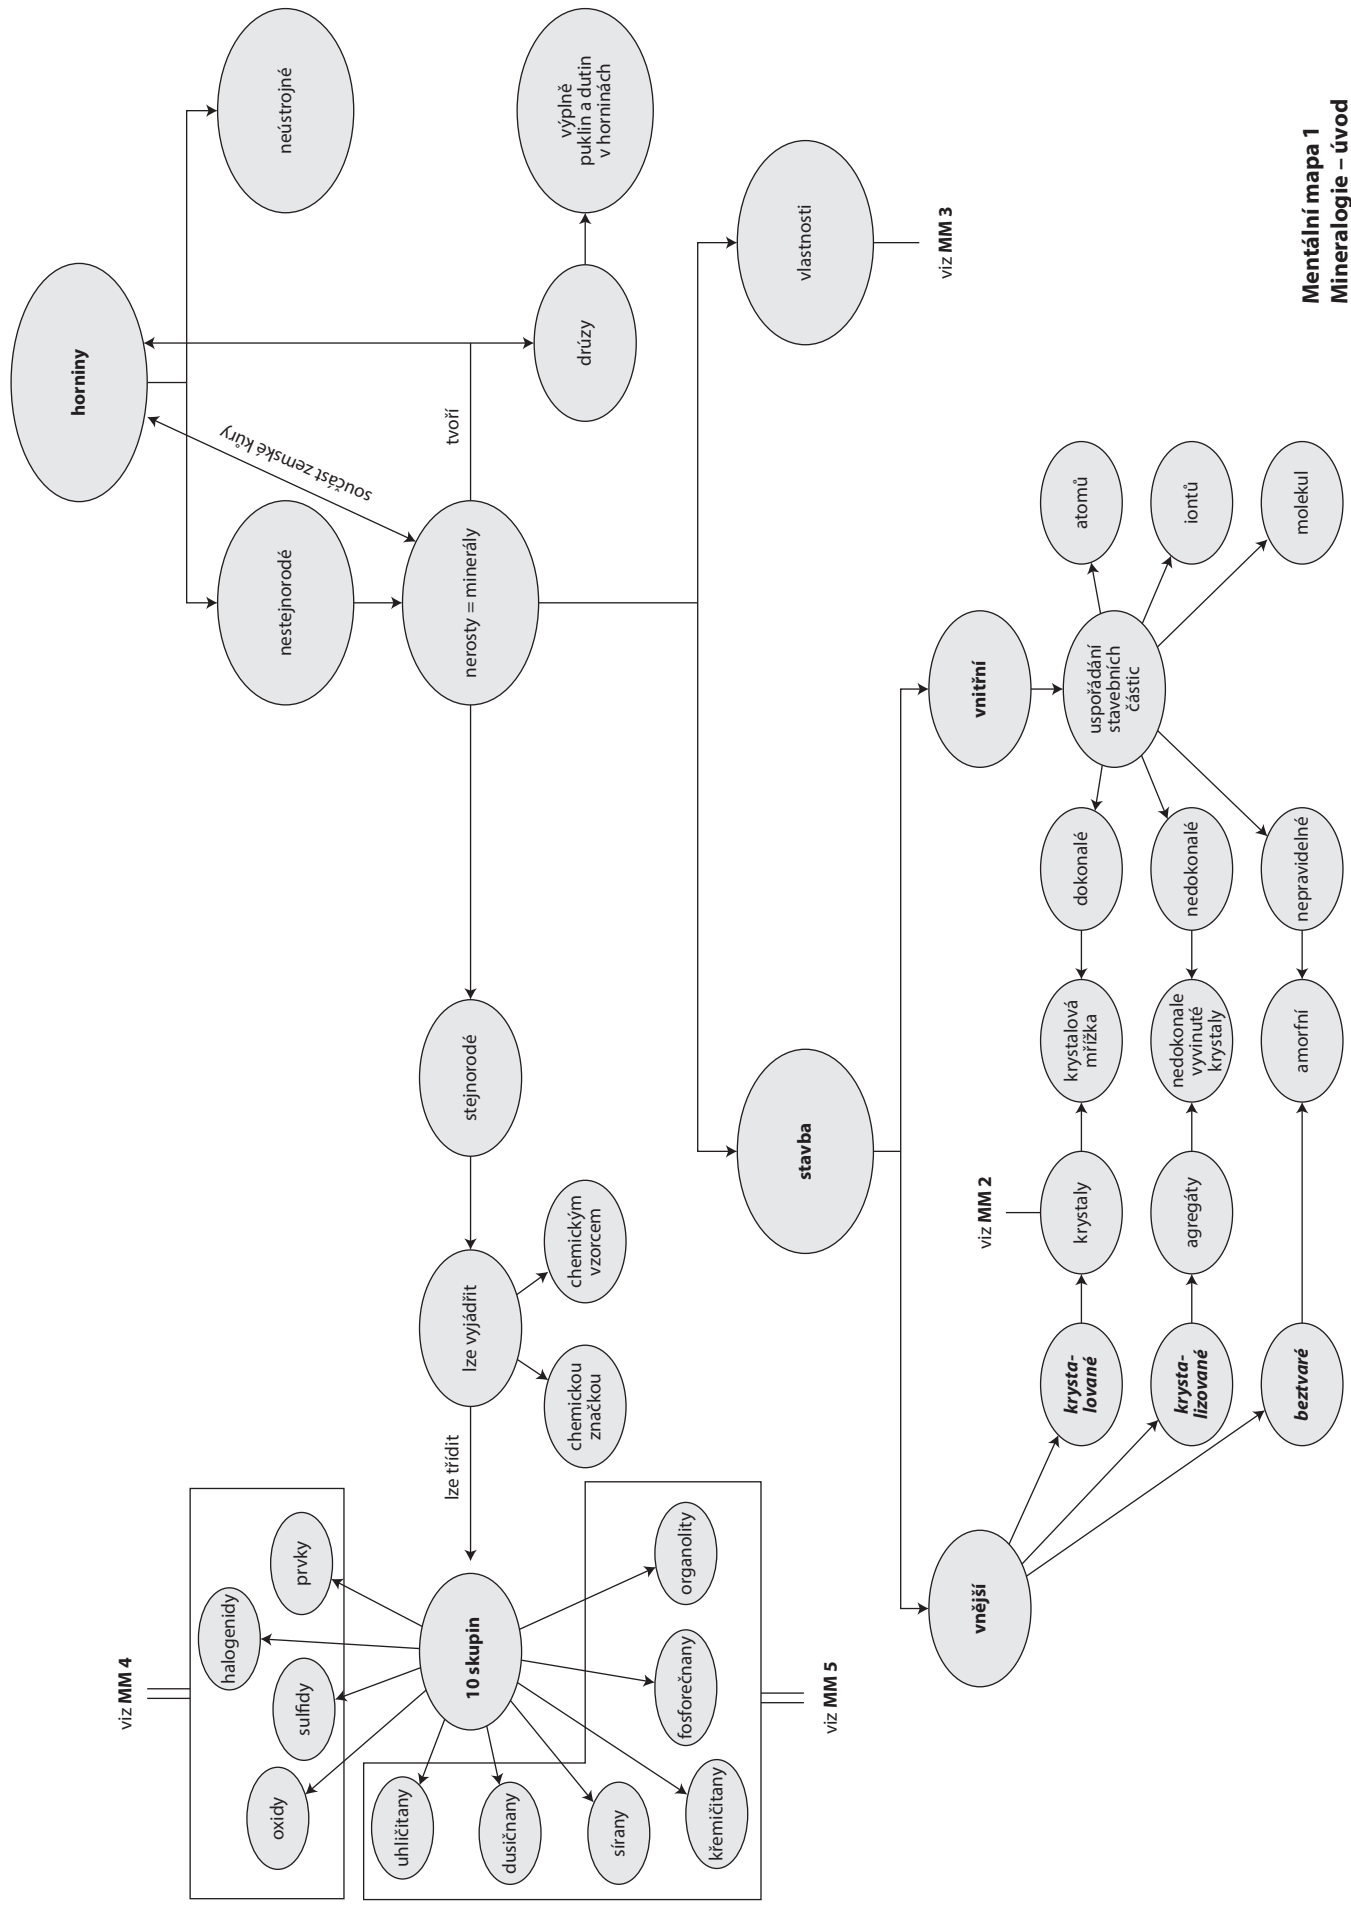 horniny
neústrojné
nestejnorodé
součást zemské kůry
tvoří
nerosty = minerály
drúzy
výplně
puklin a dutin
v horninách
stejnorodé
lze vyjádřit
chemickým
vzorcem
chemickou
značkou
lze třídit
10 skupin
viz MM 4
prvky
halogenidy
sulfidy
oxidy
uhličitany
dusičnany
sírany
křemičitany
fosforečnany
organolity
viz MM 5
vlastnosti
viz MM 3
stavba
vnější
vnitřní
viz MM 2
krysta-
lované
krystaly
krystalová
mřížka
dokonalé
uspořádání
stavebních
částic
atomů
krysta-
lizované
agregáty
nedokonale
vyvinuté
krystaly
nedokonalé
iontů
beztvaré
amorfní
nepravidelné
molekul
Mentální mapa 1
Mineralogie – úvod